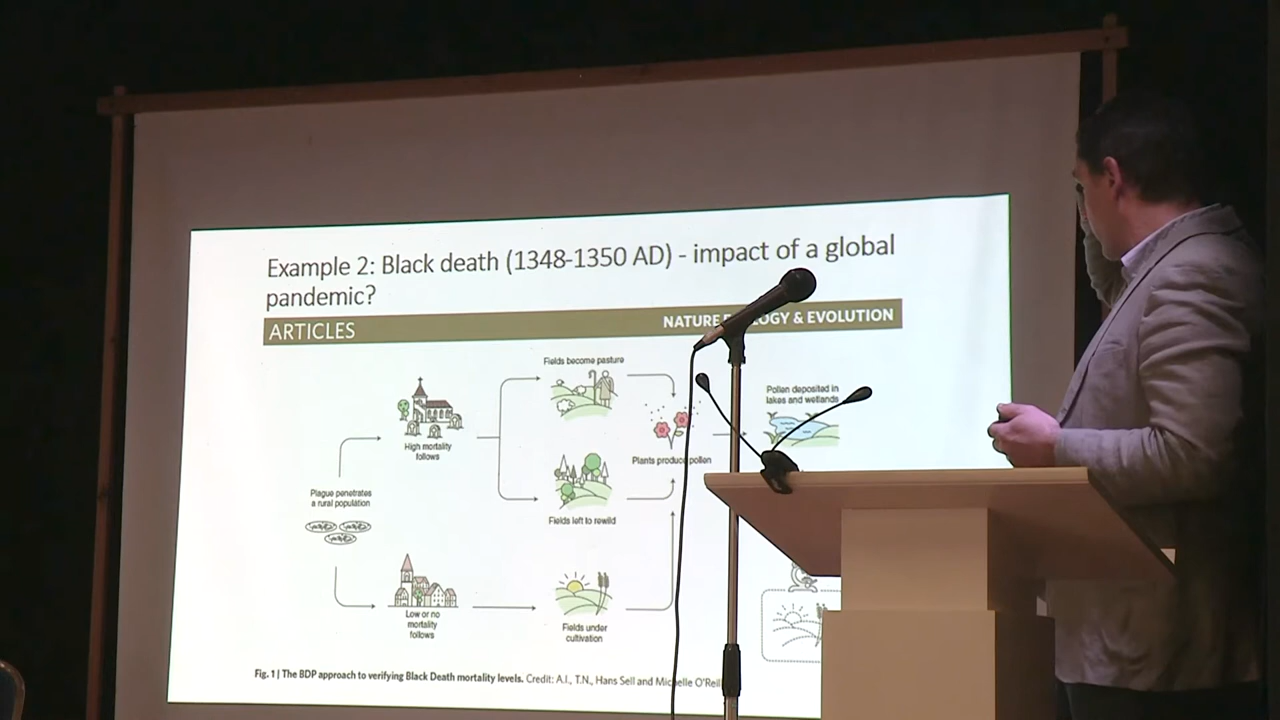 Example 2: Black death (1348-1350 AD) - impact of a global
pandemic?
ARTICLES
NATURE & EVOLUTION
Fields become pasture
Pollen deposited in
lakes and wetlands
High mortality
follows
Plants produce pollen
Plague penetrates
a rural population
Fields left to rewild
Low or no
mortality
follows
Fields under
cultivation
Fig. 1 | The BDP approach to verifying Black Death mortality levels. Credit: A.I., T.N., Hans Sell and Michelle